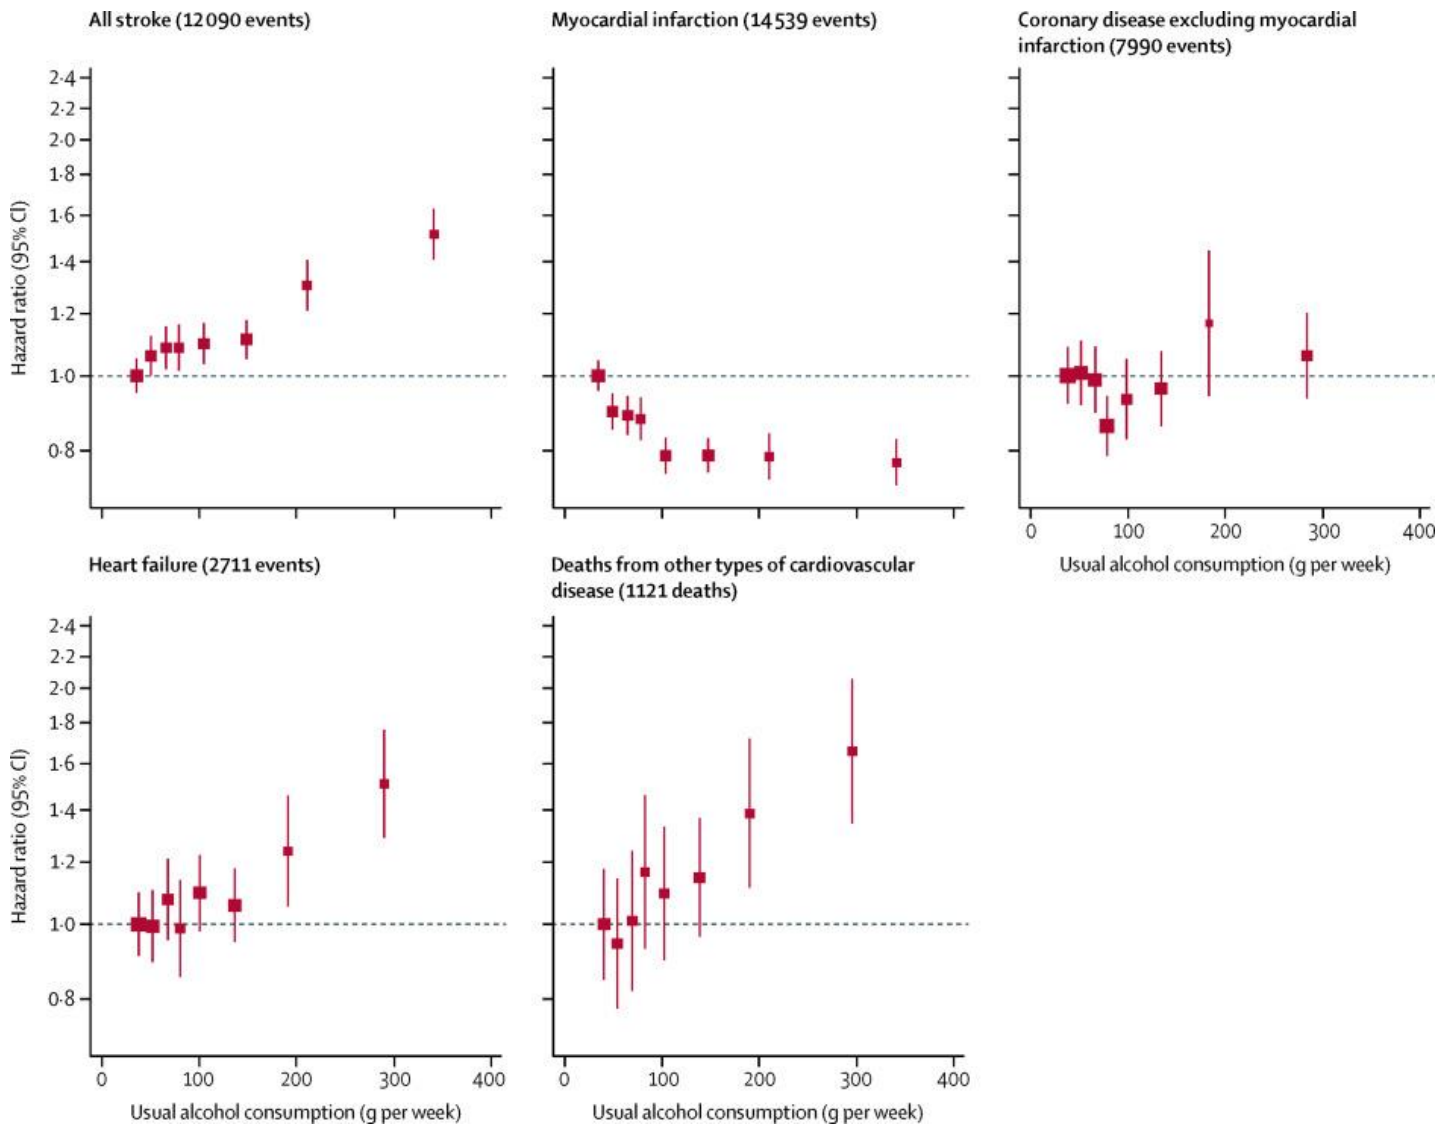 All stroke (12 090 events)
2·4
2·2
2·0
1·8
1·6
1·4
1·2
1·0
0·8
Hazard ratio (95% CI)
Myocardial infarction (14 539 events)
Coronary disease excluding myocardial
infarction (7990 events)
0 100 200 300 400
Usual alcohol consumption (g per week)
Heart failure (2711 events)
2·4
2·2
2·0
1·8
1·6
1·4
1·2
1·0
0·8
Hazard ratio (95% CI)
0 100 200 300 400
Usual alcohol consumption (g per week)
Deaths from other types of cardiovascular
disease (1121 deaths)
0 100 200 300 400
Usual alcohol consumption (g per week)